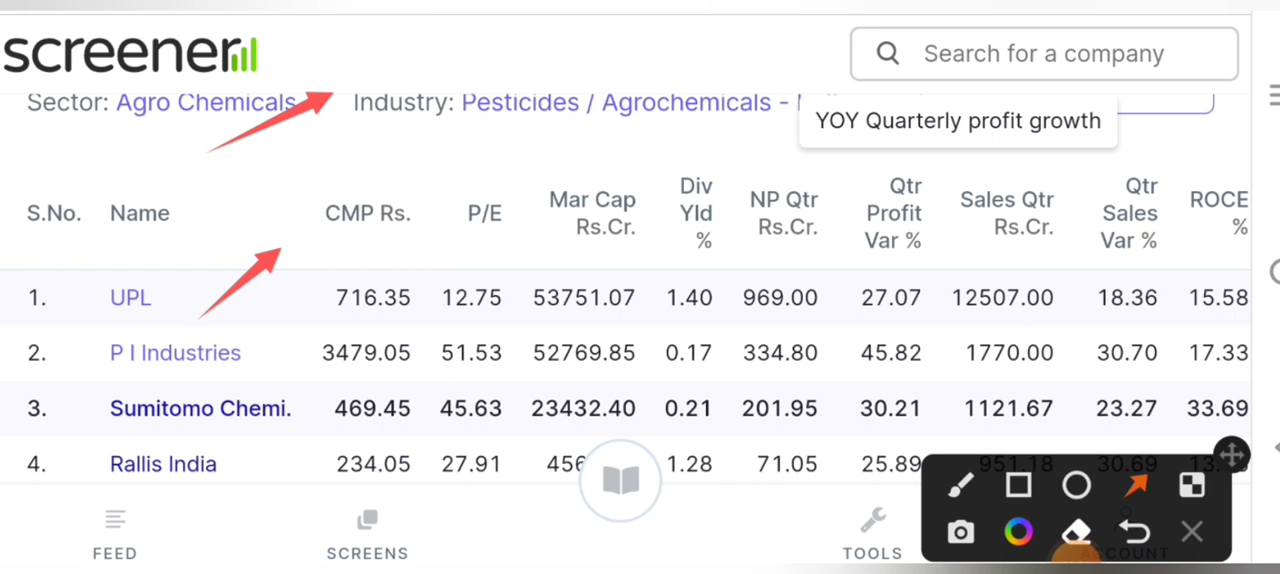 screener
Search for a company
Sector: Agro Chemicals Industry: Pesticides / Agrochemicals -
YOY Quarterly profit growth
S.No. Name CMP Rs. P/E Mar Cap Rs.Cr. Div Yld % NP Qtr Rs.Cr. Qtr Profit Var % Sales Qtr Rs.Cr. Qtr Sales Var % ROCE %
1. UPL 716.35 12.75 53751.07 1.40 969.00 27.07 12507.00 18.36 15.58
2. P I Industries 3479.05 51.53 52769.85 0.17 334.80 45.82 1770.00 30.70 17.33
3. Sumitomo Chemi. 469.45 45.63 23432.40 0.21 201.95 30.21 1121.67 23.27 33.69
4. Rallis India 234.05 27.91 1.28 71.05 25.89 951.18 30.69
FEED SCREENS TOOLS ACCOUNT